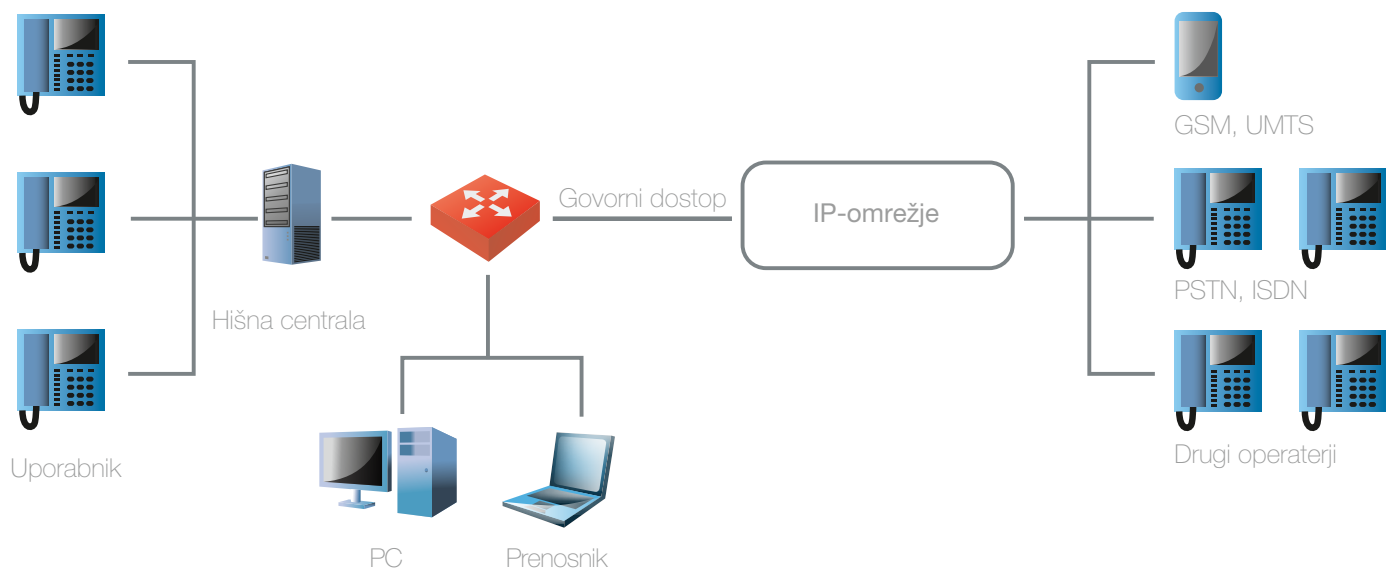 GSM, UMTS
Govorni dostop
IP-omrežje
PSTN, ISDN
Hišna centrala
Uporabnik
Drugi operaterji
PC
Prenosnik